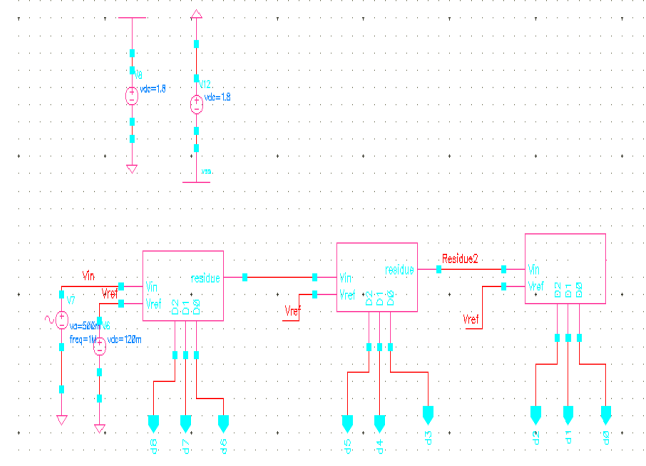 V8
vdc=1.8
V12
vdc=1.8
Vin
Vref
V7
va=500m
freq=1M
V6
vdc=120m
Vin
Vref
residue
D2
D1
D0
d8
d7
d6
Vref
Vin
Vref
residue
D2
D1
D0
d5
d4
d3
Residue2
Vref
Vin
Vref
D2
D1
D0
d2
d1
d0